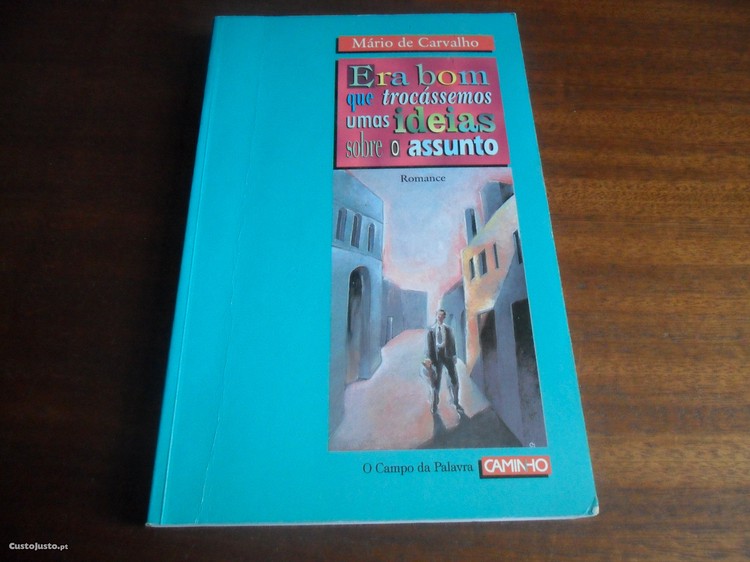 Mário de Carvalho
Era bom
que trocássemos
umas ideias
sobre o assunto
Romance
O Campo da Palavra
CAMINHO
CustoJusto.pt